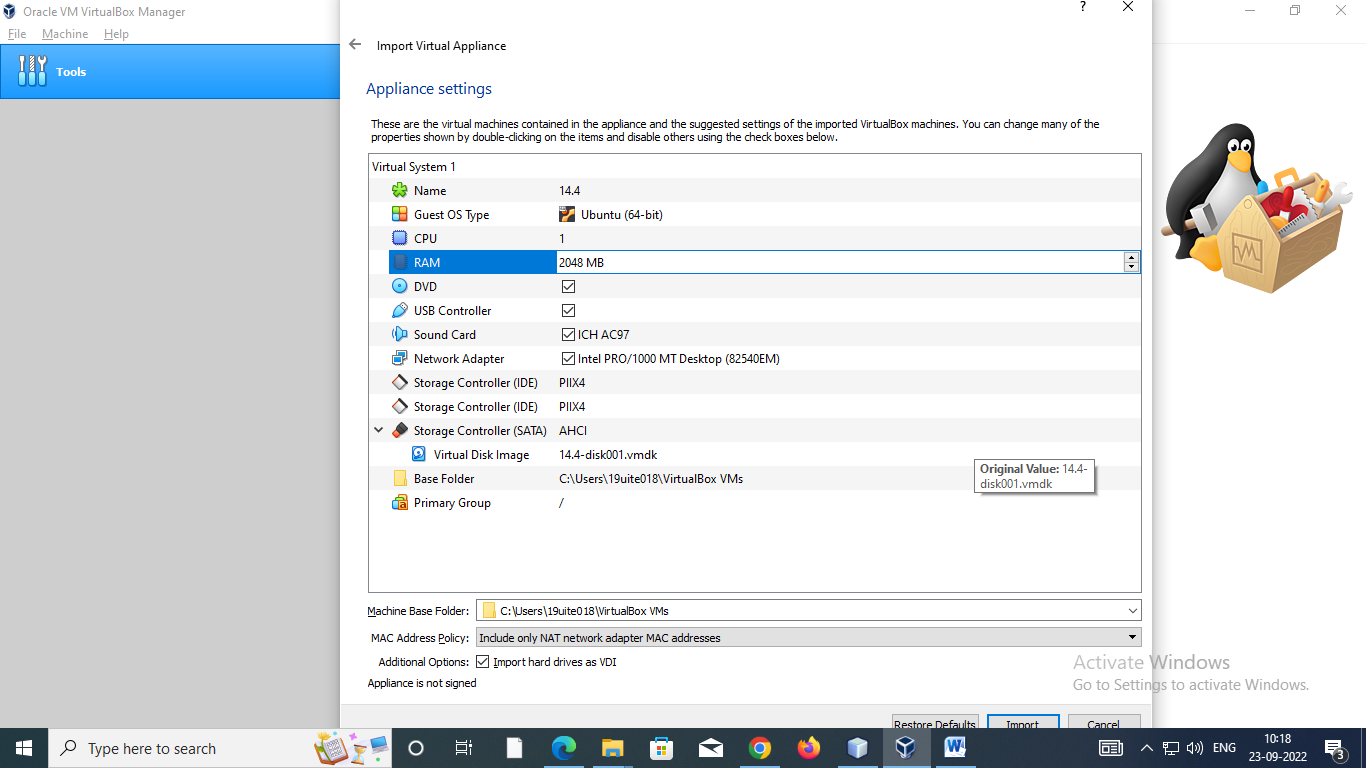 Oracle VM VirtualBox Manager
File Machine Help
Tools
?
Import Virtual Appliance
Appliance settings
These are the virtual machines contained in the appliance and the suggested settings of the imported VirtualBox machines. You can change many of the
properties shown by double-clicking on the items and disable others using the check boxes below.
Virtual System 1
Name 14.4
Guest OS Type Ubuntu (64-bit)
CPU 1
RAM 2048 MB
DVD
USB Controller
Sound Card ICH AC97
Network Adapter Intel PRO/1000 MT Desktop (82540EM)
Storage Controller (IDE) PIIX4
Storage Controller (IDE) PIIX4
Storage Controller (SATA) AHCI
Virtual Disk Image 14.4-disk001.vmdk
Base Folder C:\Users\19uite018\VirtualBox VMs
Primary Group /
Original Value: 14.4-
disk001.vmdk
Machine Base Folder: C:\Users\19uite018\VirtualBox VMs
MAC Address Policy: Include only NAT network adapter MAC addresses
Additional Options: Import hard drives as VDI
Appliance is not signed
Activate Windows
Go to Settings to activate Windows.
Restore Defaults Import Cancel
Type here to search
ENG
10:18
23-09-2022
3